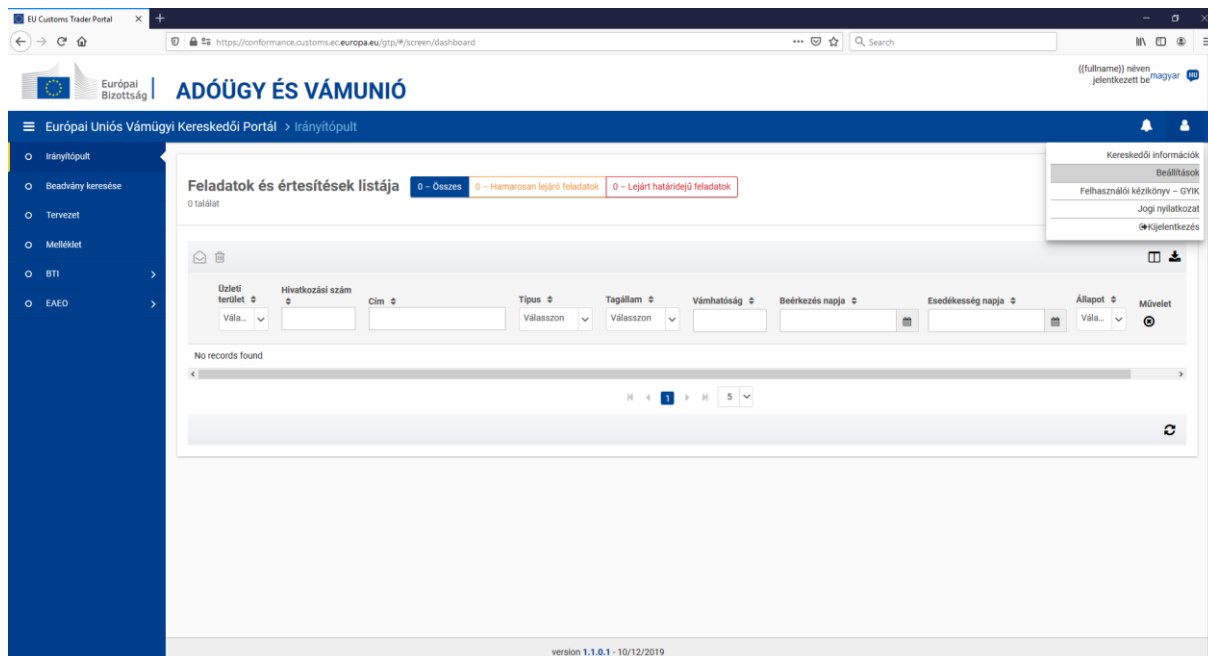 EU Customs Trader Portal
https://conformance.customs.ec.europa.eu/gtp/#/screen/dashboard
Search
Európai
Bizottság
ADÓÜGY ÉS VÁMUNIÓ
{{fullname}} néven
jelentkezett be
magyar HU
Európai Uniós Vámügyi Kereskedői Portál > Irányítópult
Irányítópult
Beadvány keresése
Tervezet
Melléklet
BTI
EAEO
Kereskedői információk
Beállítások
Felhasználói kézikönyv – GYIK
Jogi nyilatkozat
Kijelentkezés
Feladatok és értesítések listája
0 – Összes
0 – Hamarosan lejáró feladatok
0 – Lejárt határidejű feladatok
0 találat
Üzleti
terület
Hivatkozási szám
Cím
Típus
Tagállam
Vámhatóság
Beérkezés napja
Esedékesség napja
Állapot
Művelet
Vála...
Válasszon
Válasszon
Vála...
No records found
1
5
version 1.1.0.1 - 10/12/2019